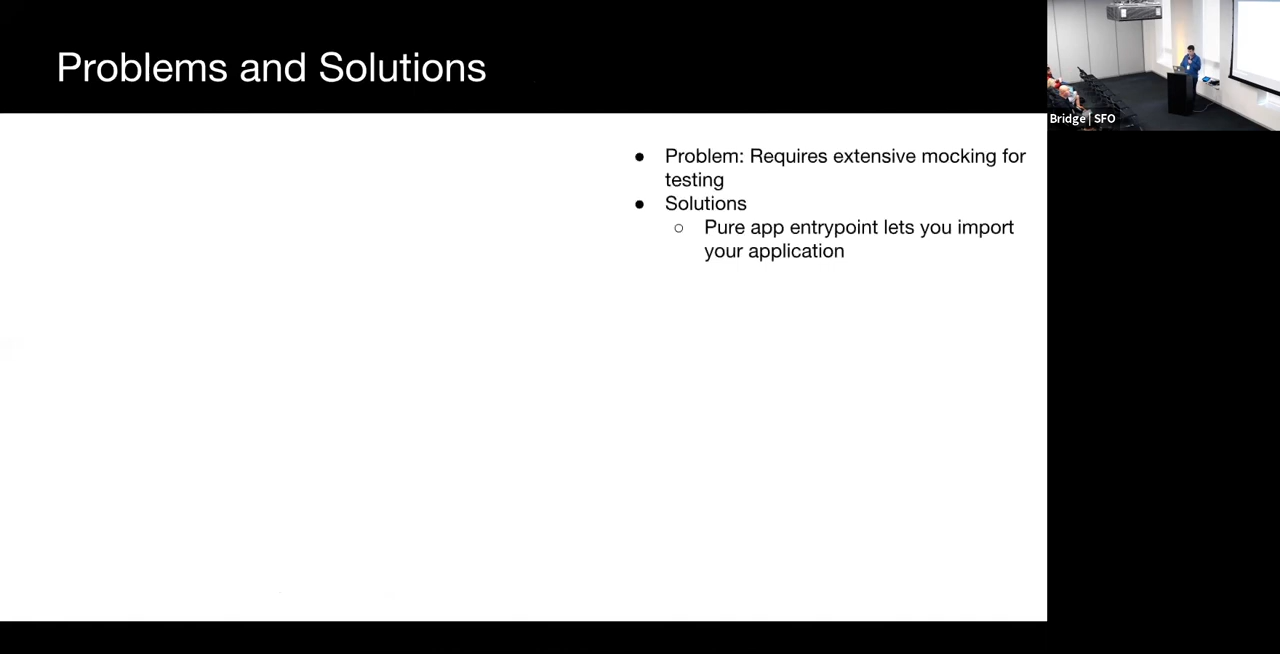 Problems and Solutions
Bridge | SFO
● Problem: Requires extensive mocking for
testing
● Solutions
○ Pure app entrypoint lets you import
your application